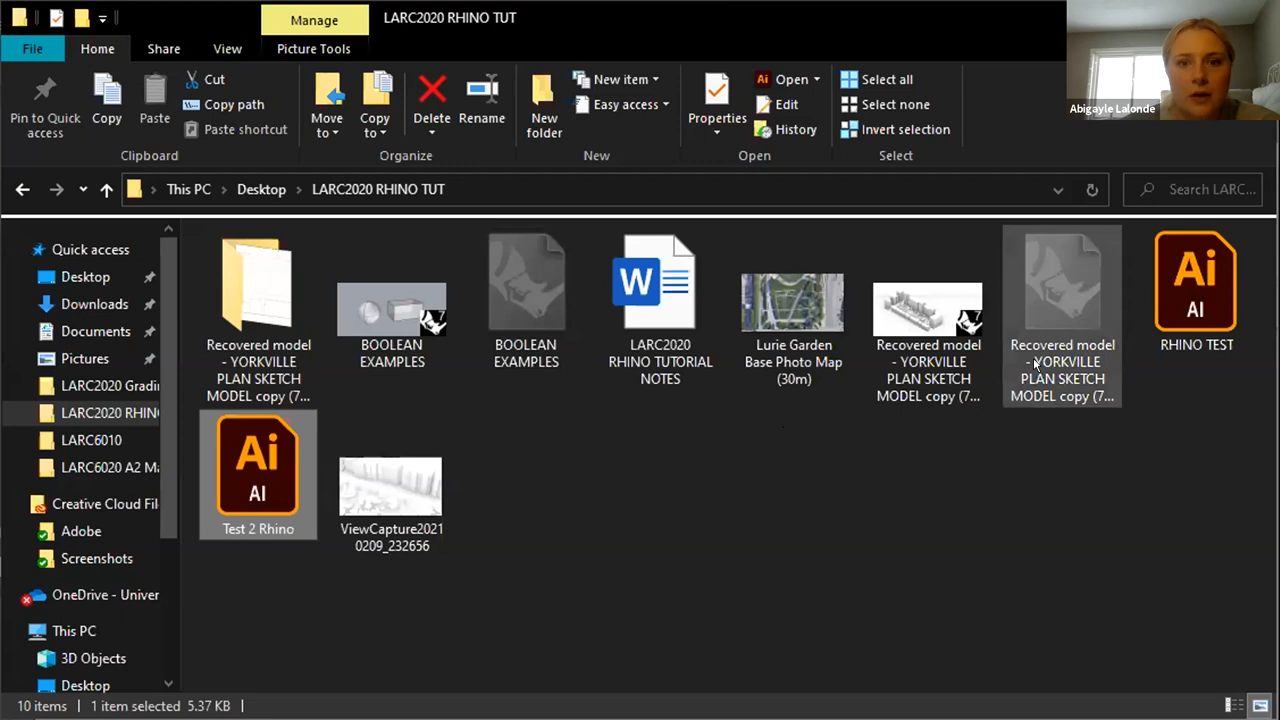 Manage
LARC2020 RHINO TUT
File
Home
Share
View
Picture Tools
Pin to Quick
access
Copy
Paste
Cut
Copy path
Paste shortcut
Clipboard
Move
to
Copy
to
Delete
Rename
Organize
New
folder
New item
Easy access
New
Properties
Ai
Open
Edit
History
Open
Select all
Select none
Invert selection
Select
Abigayle Lalonde
This PC
Desktop
LARC2020 RHINO TUT
Search LARC...
Quick access
Desktop
Downloads
Documents
Pictures
LARC2020 Gradi
LARC2020 RHIN
LARC6010
LARC6020 A2 Ma
Creative Cloud Fil
Adobe
Screenshots
OneDrive - Univer
This PC
3D Objects
Desktop
Recovered model
- YORKVILLE
PLAN SKETCH
MODEL copy (7...
7
BOOLEAN
EXAMPLES
BOOLEAN
EXAMPLES
W
LARC2020
RHINO TUTORIAL
NOTES
Lurie Garden
Base Photo Map
(30m)
7
Recovered model
- YORKVILLE
PLAN SKETCH
MODEL copy (7...
Recovered model
- YORKVILLE
PLAN SKETCH
MODEL copy (7...
Ai
AI
RHINO TEST
Ai
AI
Test 2 Rhino
ViewCapture2021
0209_232656
10 items
1 item selected 5.37 KB